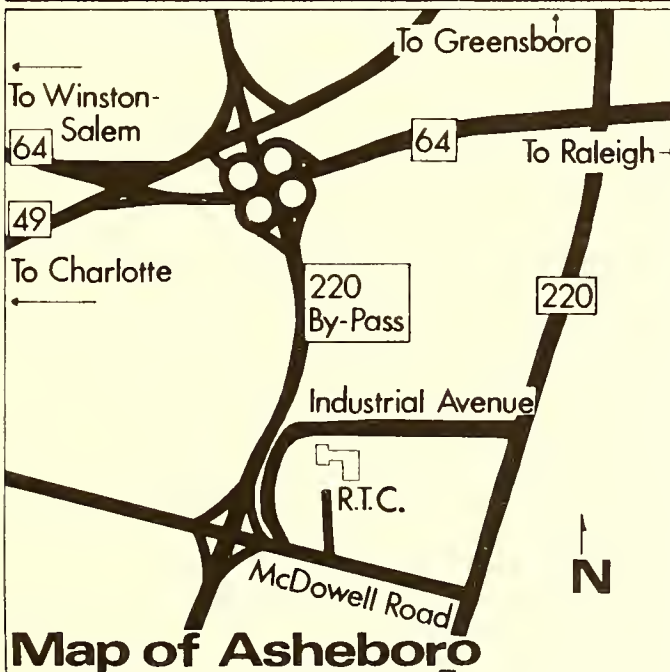 To Greensboro
To Winston-
Salem
64
64
To Raleigh
49
To Charlotte
220
By-Pass
220
Industrial Avenue
R.T.C.
McDowell Road
N
Map of Asheboro